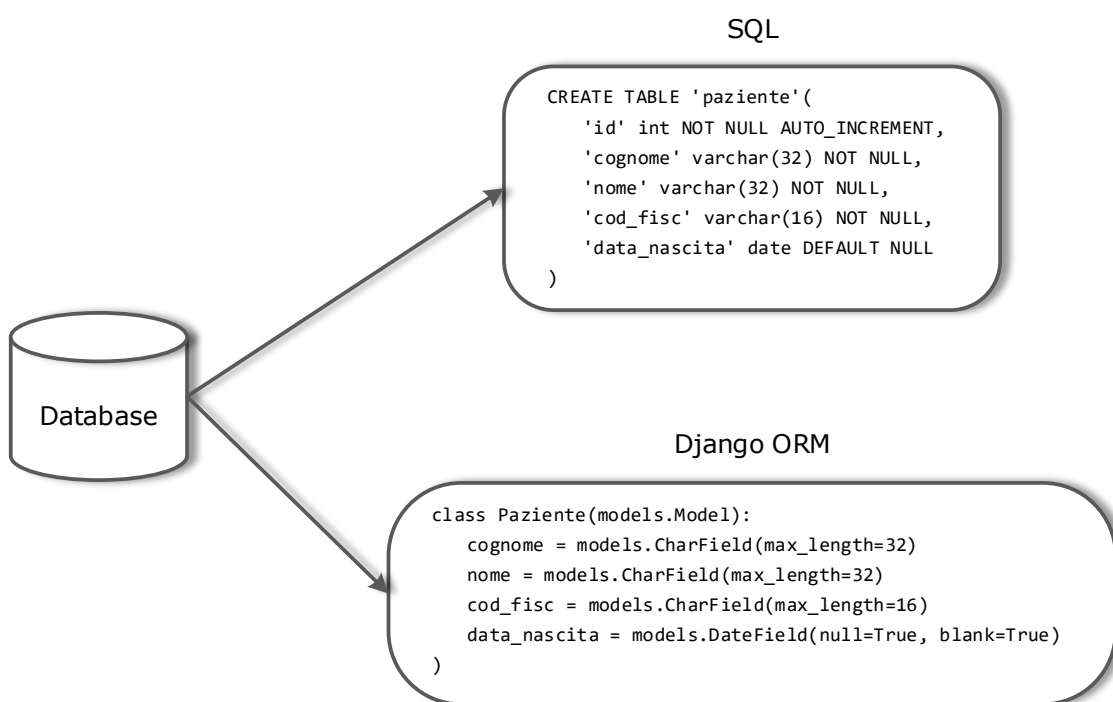 SQL
CREATE TABLE 'paziente'(
'id' int NOT NULL AUTO_INCREMENT,
'cognome' varchar(32) NOT NULL,
'nome' varchar(32) NOT NULL,
'cod_fisc' varchar(16) NOT NULL,
'data_nascita' date DEFAULT NULL
)
Database
Django ORM
class Paziente(models.Model):
cognome = models.CharField(max_length=32)
nome = models.CharField(max_length=32)
cod_fisc = models.CharField(max_length=16)
data_nascita = models.DateField(null=True, blank=True)
)